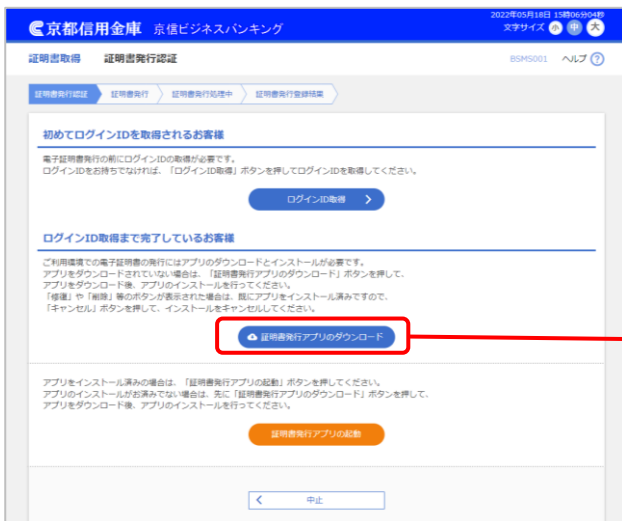 2022年05月18日 15時06分04秒
京都信用金庫 京信ビジネスバンキング
文字サイズ 小 中 大
証明書取得 証明書発行認証
BSMS001 ヘルプ ?
証明書発行認証 証明書発行 証明書発行処理中 証明書発行登録結果
初めてログインIDを取得されるお客様
電子証明書発行の前にログインIDの取得が必要です。
ログインIDをお持ちでなければ、「ログインID取得」ボタンを押してログインIDを取得してください。
ログインID取得
ログインID取得まで完了しているお客様
ご利用環境での電子証明書の発行にはアプリのダウンロードとインストールが必要です。
アプリをダウンロードされていない場合は、「証明書発行アプリのダウンロード」ボタンを押して、
アプリをダウンロード後、アプリのインストールを行ってください。
「修復」や「削除」等のボタンが表示された場合は、既にアプリをインストール済みですので、
「キャンセル」ボタンを押して、インストールをキャンセルしてください。
証明書発行アプリのダウンロード
アプリをインストール済みの場合は、「証明書発行アプリの起動」ボタンを押してください。
アプリのインストールがお済みでない場合は、先に「証明書発行アプリのダウンロード」ボタンを押して、
アプリをダウンロード後、アプリのインストールを行ってください。
証明書発行アプリの起動
中止